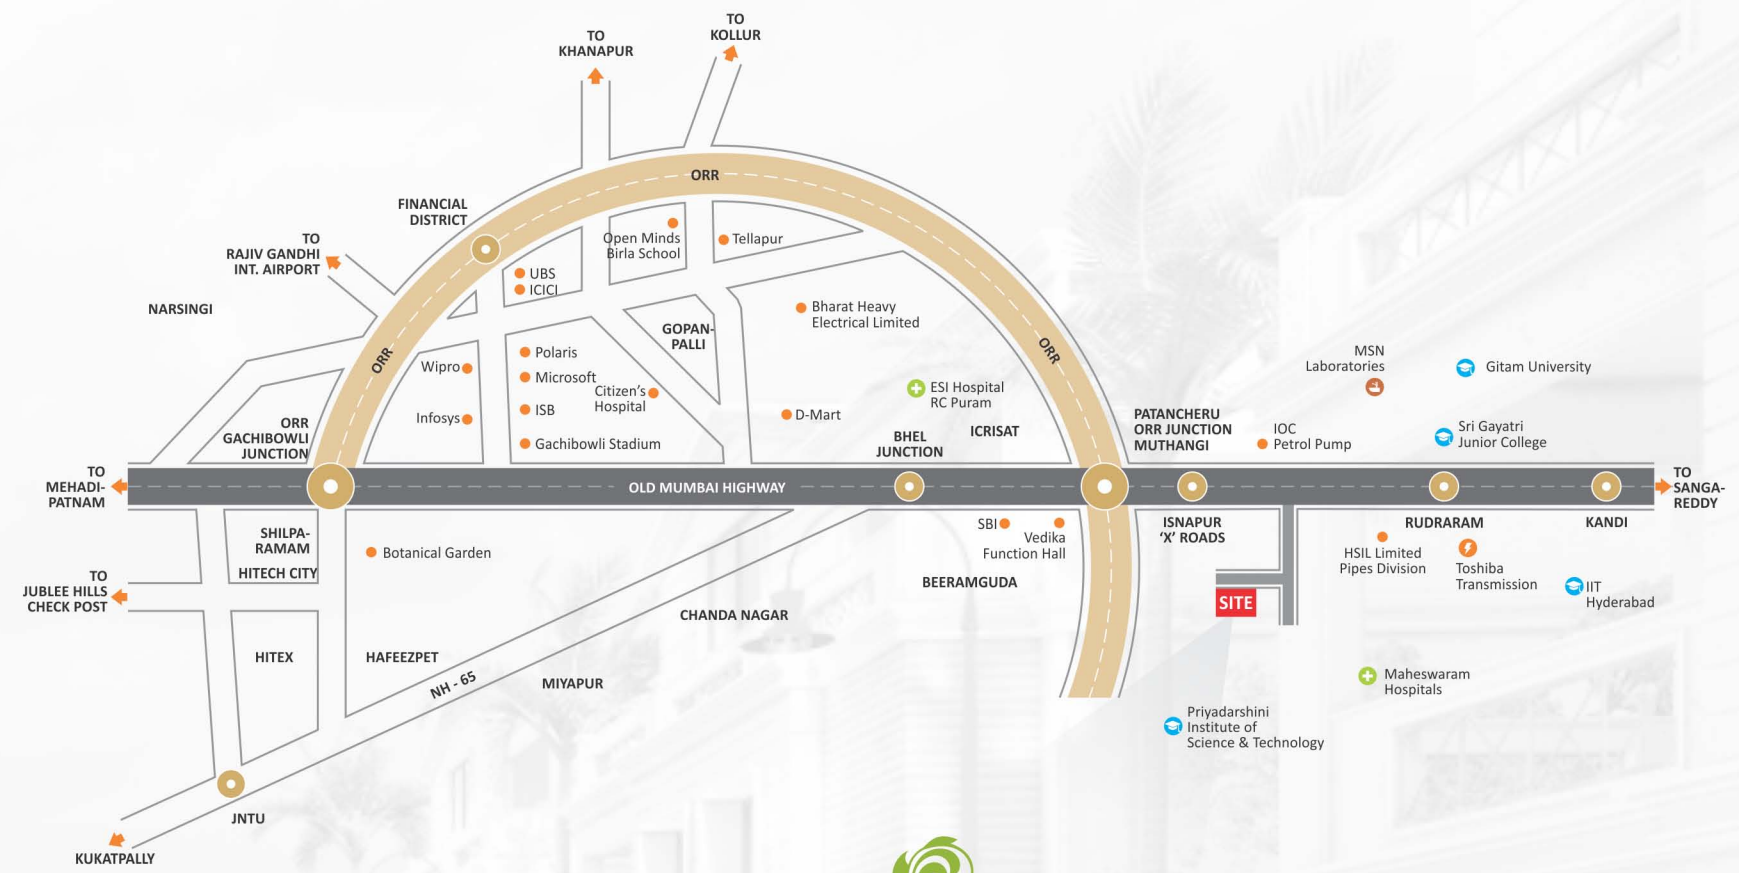 TO
KOLLUR
TO
KHANAPUR
ORR
FINANCIAL
DISTRICT
TO
RAJIV GANDHI
INT. AIRPORT
NARSINGI
Open Minds
Birla School
Tellapur
UBS
ICICI
Bharat Heavy
Electrical Limited
GOPAN-
PALLI
ORR
ORR
Wipro
Polaris
Microsoft
Citizen's
Hospital
Infosys
ISB
Gachibowli Stadium
ESI Hospital
RC Puram
D-Mart
ICRISAT
BHEL
JUNCTION
MSN
Laboratories
Gitam University
PATANCHERU
ORR JUNCTION
MUTHANGI
IOC
Petrol Pump
Sri Gayatri
Junior College
ORR
GACHIBOWLI
JUNCTION
TO
MEHADI-
PATNAM
OLD MUMBAI HIGHWAY
TO
SANGA-
REDDY
SHILPA-
RAMAM
HITECH CITY
Botanical Garden
SBI
Vedika
Function Hall
ISNAPUR
‘X’ ROADS
RUDRARAM
KANDI
HSIL Limited
Pipes Division
Toshiba
Transmission
IIT
Hyderabad
TO
JUBLEE HILLS
CHECK POST
BEERAMGUDA
SITE
CHANDA NAGAR
HITEX
HAFEEZPET
NH - 65
MIYAPUR
Maheswaram
Hospitals
Priyadarshini
Institute of
Science & Technology
JNTU
KUKATPALLY